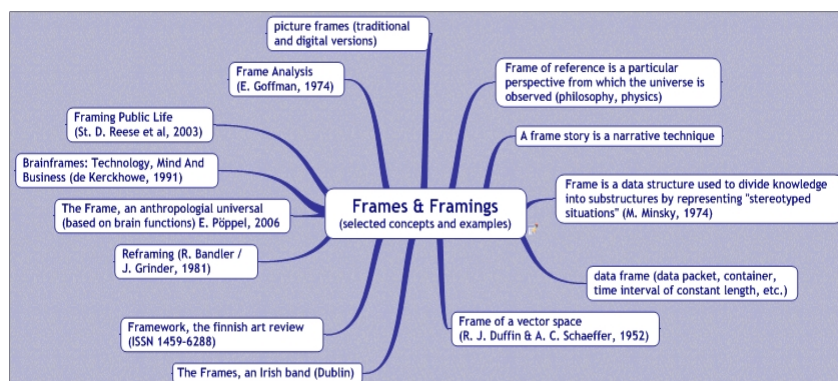 picture frames (traditional
and digital versions)
Frame Analysis
(E. Goffman, 1974)
Framing Public Life
(St. D. Reese et al, 2003)
Brainframes: Technology, Mind And
Business (de Kerckhowe, 1991)
The Frame, an anthropologial universal
(based on brain functions) E. Pöppel, 2006
Reframing (R. Bandler /
J. Grinder, 1981)
Framework, the finnish art review
(ISSN 1459-6288)
The Frames, an Irish band (Dublin)
Frames & Framings
(selected concepts and examples)
Frame of reference is a particular
perspective from which the universe is
observed (philosophy, physics)
A frame story is a narrative technique
Frame is a data structure used to divide knowledge
into substructures by representing "stereotyped
situations" (M. Minsky, 1974)
data frame (data packet, container,
time interval of constant length, etc.)
Frame of a vector space
(R. J. Duffin & A. C. Schaeffer, 1952)